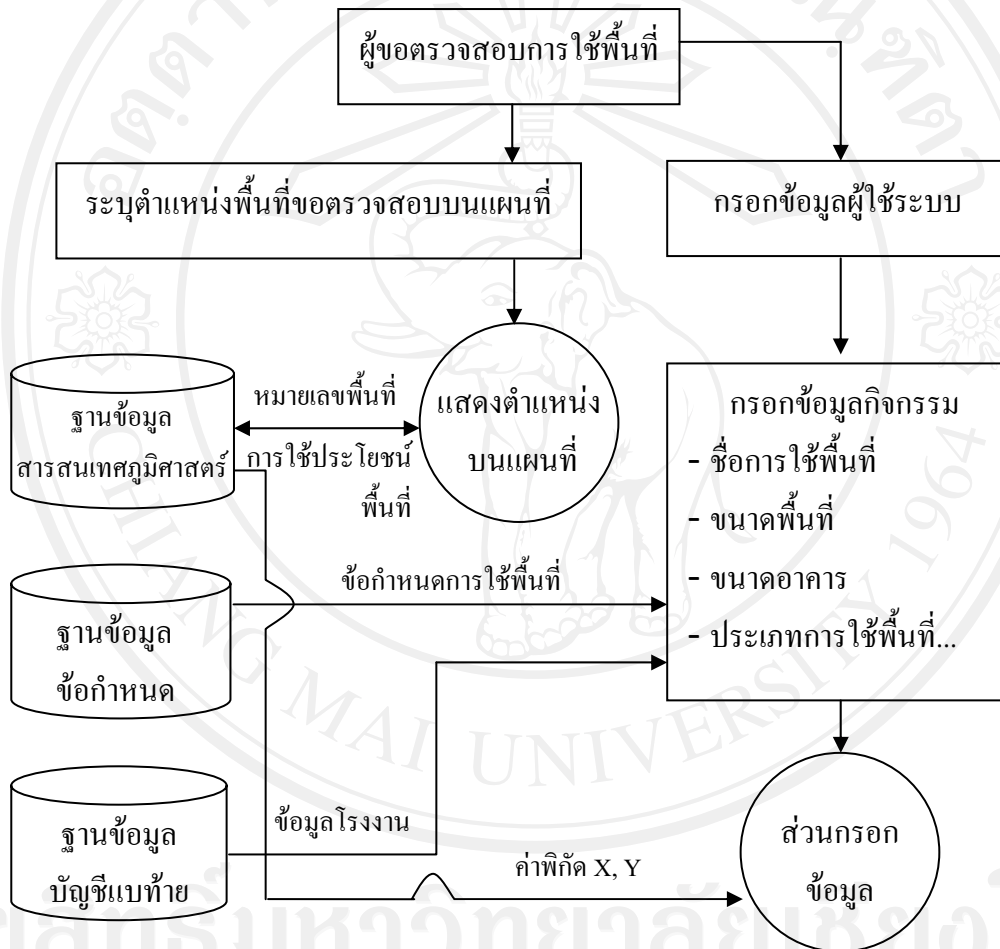 ผู้ขอตรวจสอบการใช้พื้นที่
ระบุตำแหน่งพื้นที่ขอตรวจสอบบนแผนที่
กรอกข้อมูลผู้ใช้ระบบ
ฐานข้อมูล
สารสนเทศภูมิศาสตร์
หมายเลขพื้นที่
การใช้ประโยชน์
พื้นที่
แสดงตำแหน่ง
บนแผนที่
กรอกข้อมูลกิจกรรม
- ชื่อการใช้พื้นที่
- ขนาดพื้นที่
- ขนาดอาคาร
- ประเภทการใช้พื้นที่...
ฐานข้อมูล
ข้อกำหนด
ข้อกำหนดการใช้พื้นที่
ฐานข้อมูล
บัญชีแบท้าย
ข้อมูลโรงงาน
ค่าพิกัด X, Y
ส่วนกรอก
ข้อมูล
CHIANG MAI UNIVERSITY 1964